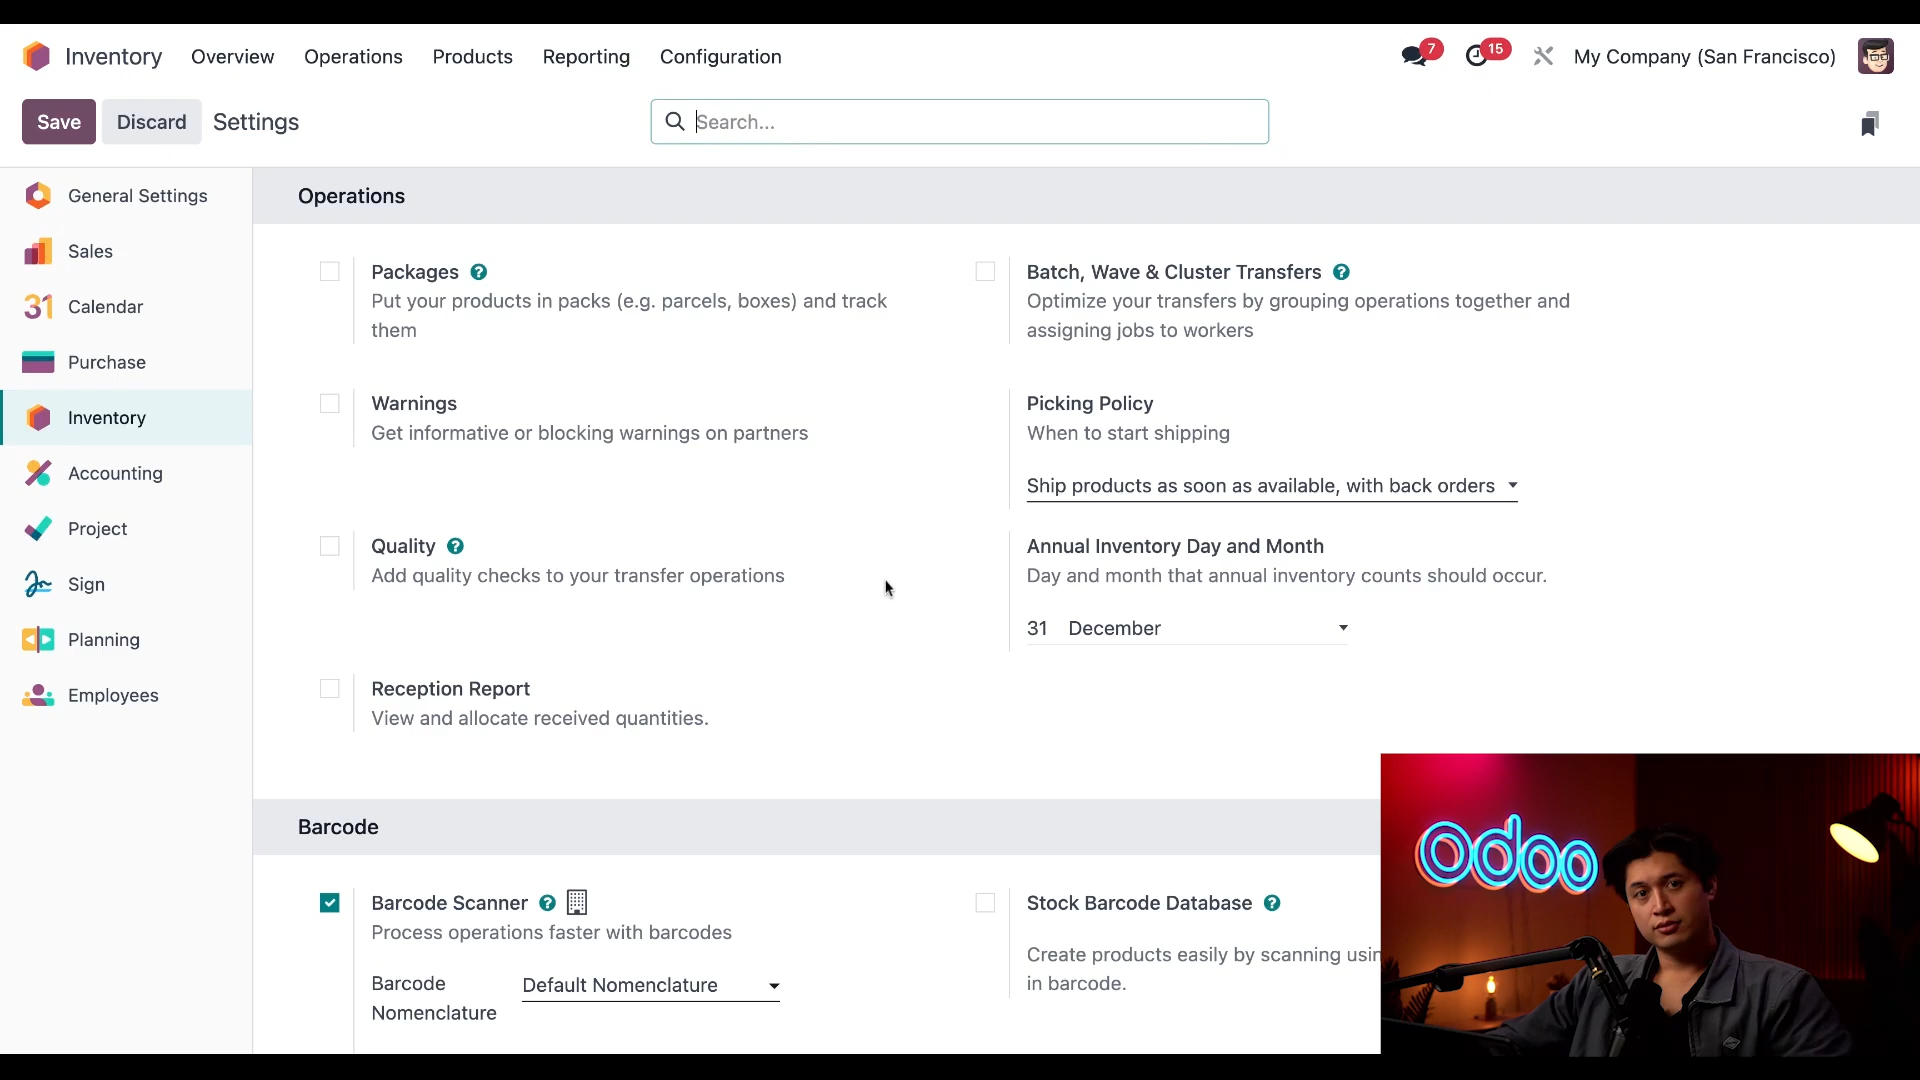 Inventory Overview Operations Products Reporting Configuration 7 15 My Company (San Francisco)
Save Discard Settings Search...
General Settings
31 Calendar
Sales
Purchase
Inventory
Accounting
Project
Sign
Planning
Employees
Operations
Packages ?
Put your products in packs (e.g. parcels, boxes) and track
them
Batch, Wave & Cluster Transfers ?
Optimize your transfers by grouping operations together and
assigning jobs to workers
Warnings
Get informative or blocking warnings on partners
Picking Policy
When to start shipping
Ship products as soon as available, with back orders
Quality ?
Add quality checks to your transfer operations
Annual Inventory Day and Month
Day and month that annual inventory counts should occur.
31 December
Reception Report
View and allocate received quantities.
Barcode
Barcode Scanner ?
Process operations faster with barcodes
Barcode
Nomenclature
Default Nomenclature
Stock Barcode Database ?
Create products easily by scanning usin
in barcode.
odoo